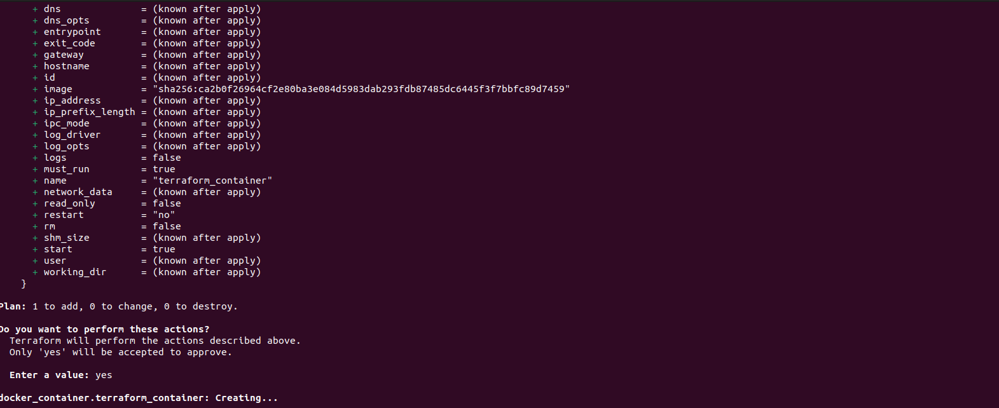 + dns              = (known after apply)
+ dns_opts         = (known after apply)
+ entrypoint       = (known after apply)
+ exit_code        = (known after apply)
+ gateway          = (known after apply)
+ hostname         = (known after apply)
+ id               = (known after apply)
+ image            = "sha256:ca2b0f26964cf2e80ba3e084d5983dab293fdb87485dc6445f3f7bbfc89d7459"
+ ip_address       = (known after apply)
+ ip_prefix_length = (known after apply)
+ ipc_mode         = (known after apply)
+ log_driver       = (known after apply)
+ log_opts         = (known after apply)
+ logs             = false
+ must_run         = true
+ name             = "terraform_container"
+ network_data     = (known after apply)
+ read_only        = false
+ restart          = "no"
+ rm               = false
+ shm_size         = (known after apply)
+ start            = true
+ user             = (known after apply)
+ working_dir      = (known after apply)
}
Plan: 1 to add, 0 to change, 0 to destroy.
Do you want to perform these actions?
Terraform will perform the actions described above.
Only 'yes' will be accepted to approve.
Enter a value: yes
docker_container.terraform_container: Creating...